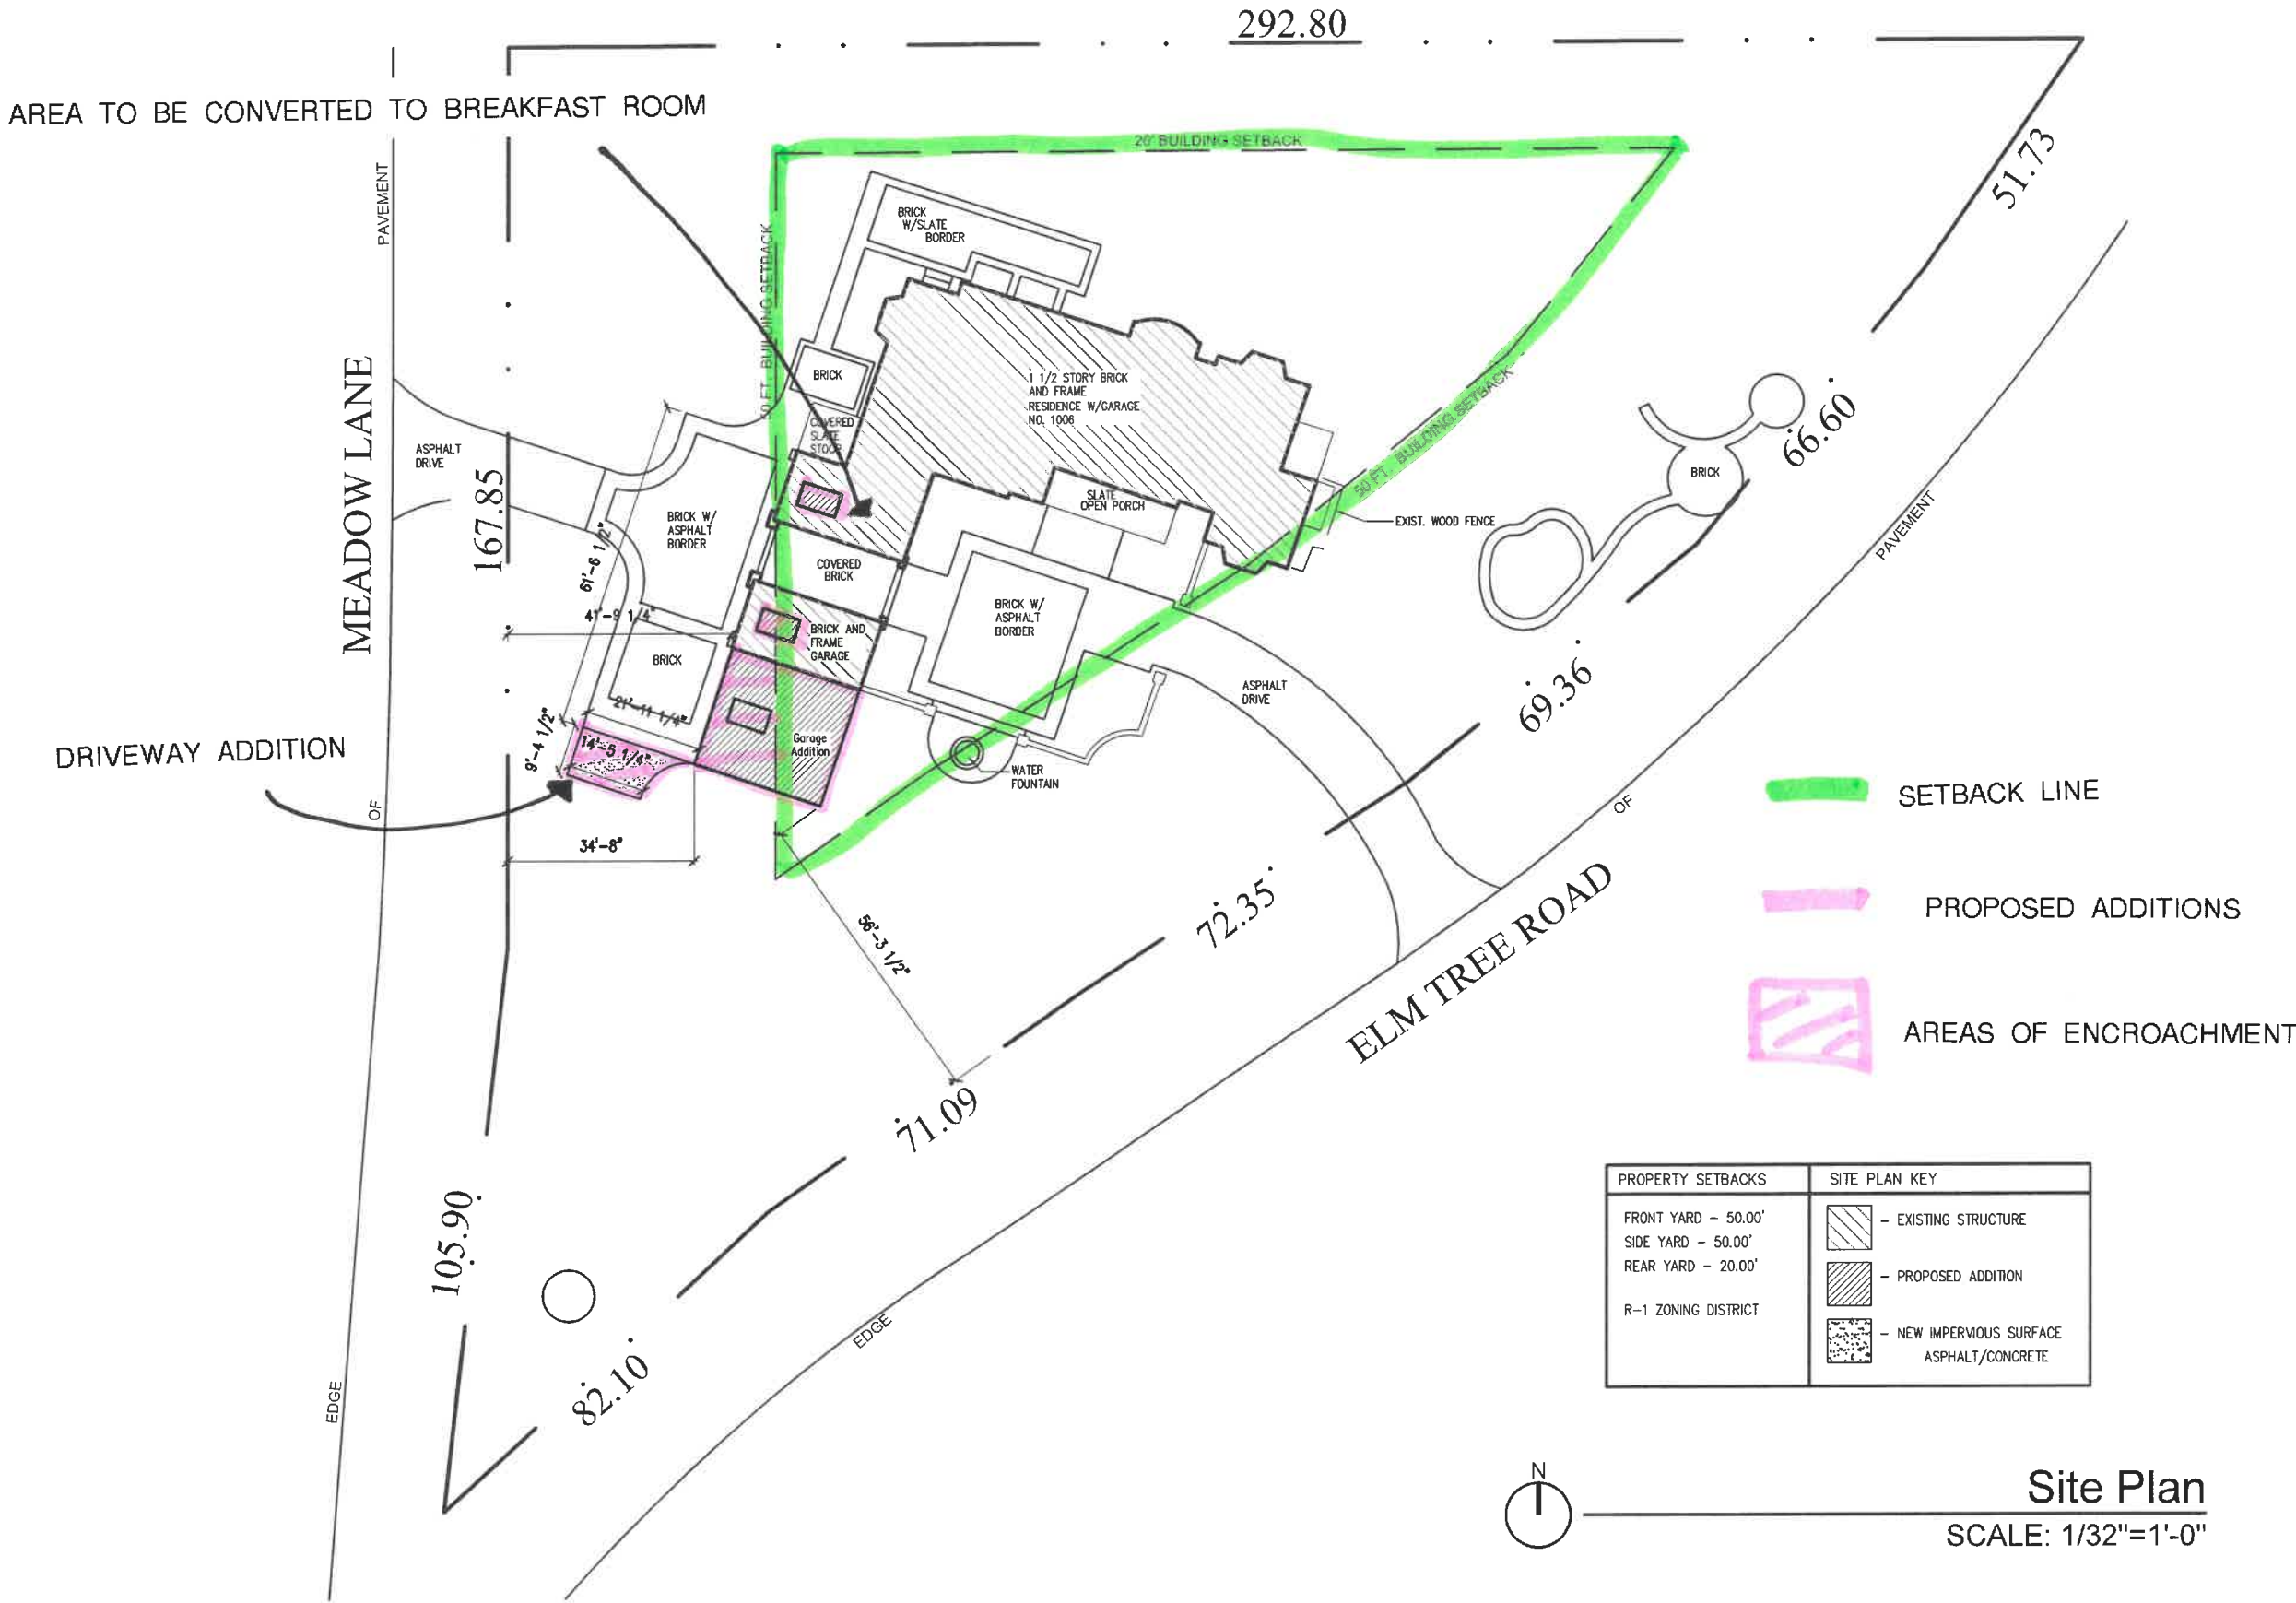 292.80
AREA TO BE CONVERTED TO BREAKFAST ROOM
PAVEMENT
20' BUILDING SETBACK
51.73
BRICK
W/SLATE
BORDER
50 FT. BUILDING SETBACK
MEADOW LANE
BRICK
1 1/2 STORY BRICK
AND FRAME
RESIDENCE W/GARAGE
NO. 1006
COVERED
SLATE
STOOP
66.60
50 FT. BUILDING SETBACK
ASPHALT
DRIVE
167.85
BRICK W/
ASPHALT
BORDER
SLATE
OPEN PORCH
BRICK
EXIST. WOOD FENCE
PAVEMENT
61'-6 1/2"
COVERED
BRICK
41'-9 1/4"
BRICK W/
ASPHALT
BORDER
BRICK AND
FRAME
GARAGE
BRICK
69.36
ASPHALT
DRIVE
21'-11 1/4"
9'-4 1/2"
14'-5 1/4"
Garage
Addition
DRIVEWAY ADDITION
WATER
FOUNTAIN
SETBACK LINE
OF
OF
34'-8"
72.35
PROPOSED ADDITIONS
56'-3 1/2"
ELM TREE ROAD
AREAS OF ENCROACHMENT
71.09
105.90
82.10
EDGE
EDGE
PROPERTY SETBACKS
FRONT YARD - 50.00'
SIDE YARD - 50.00'
REAR YARD - 20.00'
R-1 ZONING DISTRICT
SITE PLAN KEY
- EXISTING STRUCTURE
- PROPOSED ADDITION
- NEW IMPERVIOUS SURFACE
ASPHALT/CONCRETE
N
Site Plan
SCALE: 1/32"=1'-0"